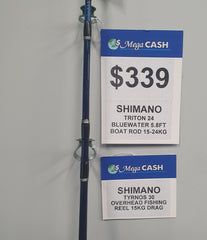 Mega CASH
$339
SHIMANO
TRITON 24
BLUEWATER 5.8FT
BOAT ROD 15-24KG
Mega CASH
SHIMANO
TYRNOS 30
OVERHEAD FISHING
REEL 15KG DRAG